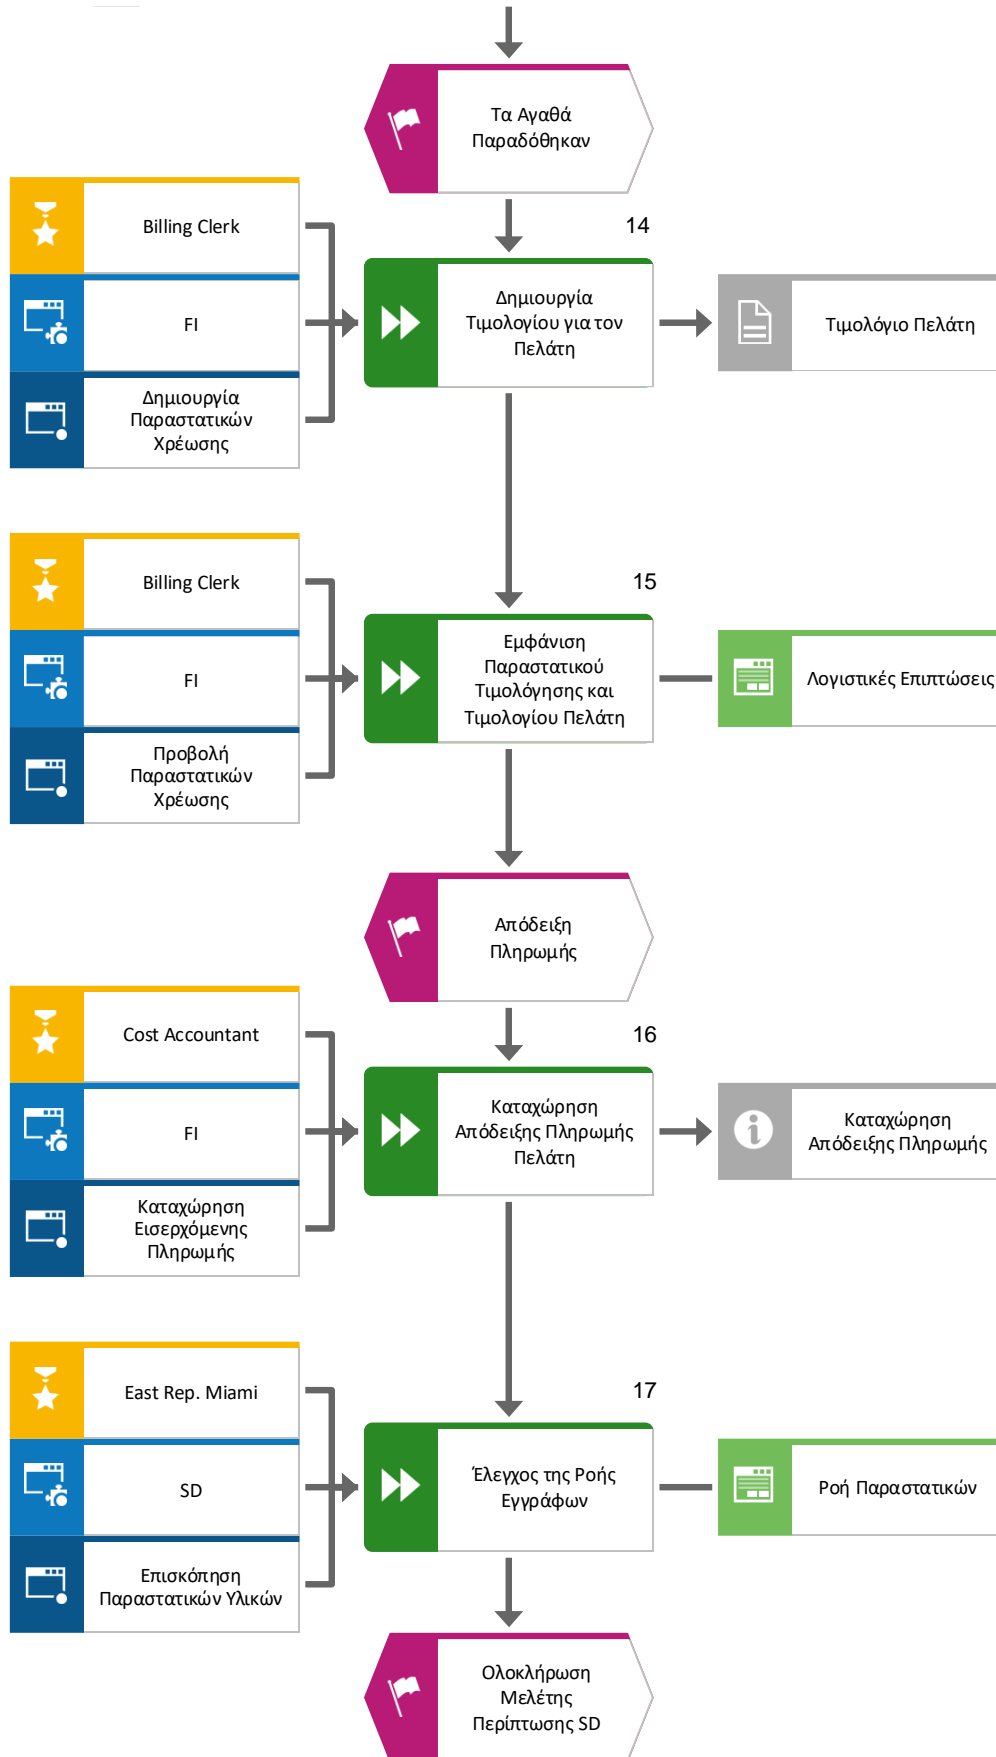 Τα Αγαθά
Παραδόθηκαν
14
Billing Clerk
FI
Δημιουργία
Παραστατικών
Χρέωσης
Δημιουργία
Τιμολογίου για τον
Πελάτη
Τιμολόγιο Πελάτη
15
Billing Clerk
FI
Προβολή
Παραστατικών
Χρέωσης
Εμφάνιση
Παραστατικού
Τιμολόγησης και
Τιμολογίου Πελάτη
Λογιστικές Επιπτώσεις
Απόδειξη
Πληρωμής
16
Cost Accountant
FI
Καταχώρηση
Εισερχόμενης
Πληρωμής
Καταχώρηση
Απόδειξης Πληρωμής
Πελάτη
Καταχώρηση
Απόδειξης Πληρωμής
17
East Rep. Miami
SD
Επισκόπηση
Παραστατικών Υλικών
Έλεγχος της Ροής
Εγγράφων
Ροή Παραστατικών
Ολοκλήρωση
Μελέτης
Περίπτωσης SD